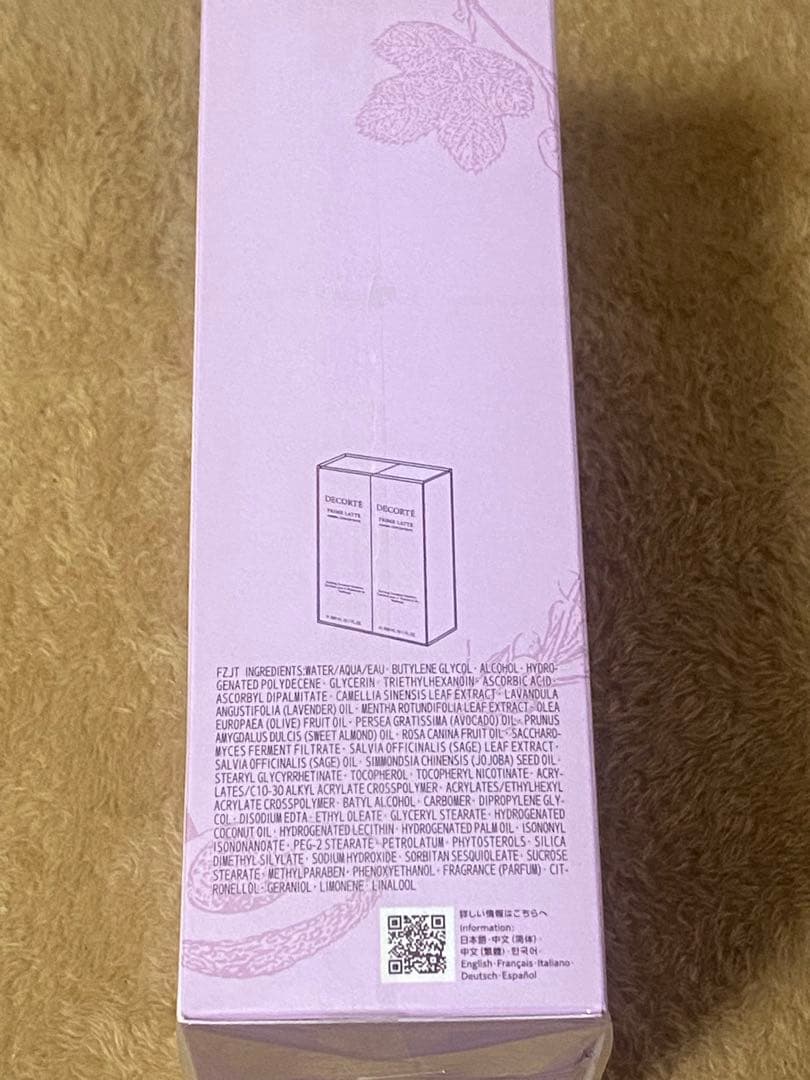 DECORTÉ
PRIME LATTE
DECORTÉ
PRIME LATTE
FZJT INGREDIENTS:WATER/AQUA/EAU· BUTYLENE GLYCOL· ALCOHOL· HYDRO-
GENATED POLYDECENE· GLYCERIN· TRIETHYLHEXANOIN· ASCORBIC ACID·
ASCORBYL DIPALMITATE· CAMELLIA SINENSIS LEAF EXTRACT· LAVANDULA
ANGUSTIFOLIA (LAVENDER) OIL· MENTHA ROTUNDIFOLIA LEAF EXTRACT· OLEA
EUROPAEA (OLIVE) FRUIT OIL· PERSEA GRATISSIMA (AVOCADO) OIL· PRUNUS
AMYGDALUS DULCIS (SWEET ALMOND) OIL· ROSA CANINA FRUIT OIL· SACCHARO-
MYCES FERMENT FILTRATE· SALVIA OFFICINALIS (SAGE) LEAF EXTRACT·
SALVIA OFFICINALIS (SAGE) OIL· SIMMONDSIA CHINENSIS (JOJOBA) SEED OIL·
STEARYL GLYCYRRHETINATE· TOCOPHEROL· TOCOPHERYL NICOTINATE· ACRY-
LATES/C10-30 ALKYL ACRYLATE CROSSPOLYMER· ACRYLATES/ETHYLHEXYL
ACRYLATE CROSSPOLYMER· BATYL ALCOHOL· CARBOMER· DIPROPYLENE GLY-
COL· DISODIUM EDTA· ETHYL OLEATE· GLYCERYL STEARATE· HYDROGENATED
COCONUT OIL· HYDROGENATED LECITHIN· HYDROGENATED PALM OIL· ISONONYL
ISONONANOATE· PEG-2 STEARATE· PETROLATUM· PHYTOSTEROLS· SILICA
DIMETHYL SILYLATE· SODIUM HYDROXIDE· SORBITAN SESQUIOLEATE· SUCROSE
STEARATE· METHYLPARABEN· PHENOXYETHANOL· FRAGRANCE (PARFUM)· CIT-
RONELLOL· GERANIOL· LIMONENE· LINALOOL
詳しい情報はこちらへ
Information:
日本語·中文(简体)·
中文(繁體)·한국어·
English·Français·Italiano·
Deutsch·Español